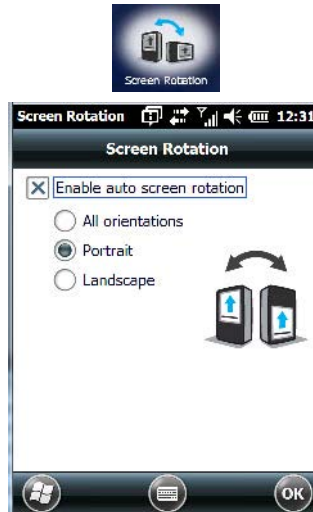 Screen Rotation
Screen Rotation 12:31
Screen Rotation
Enable auto screen rotation
All orientations
Portrait
Landscape
OK